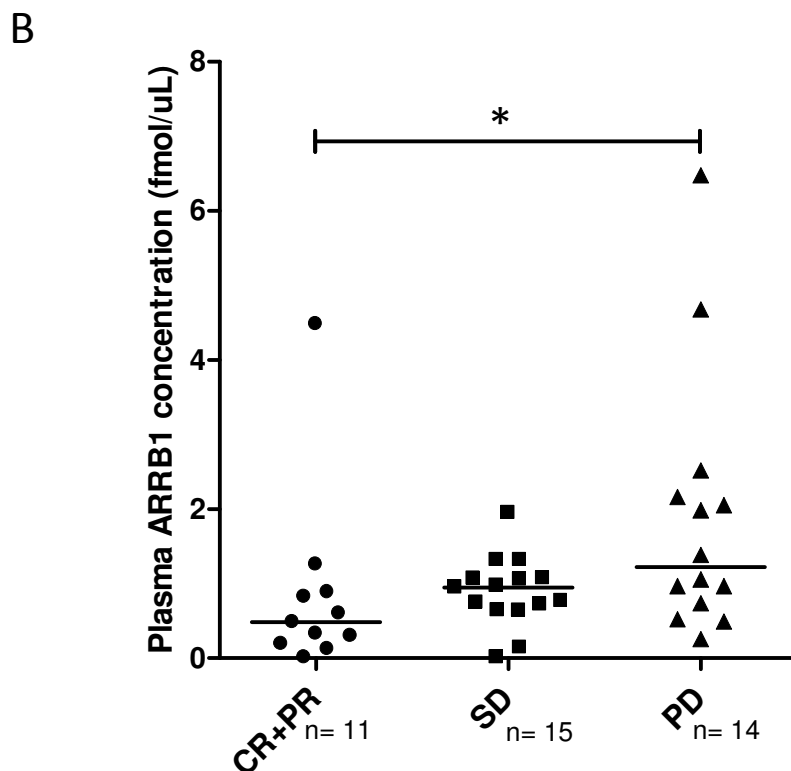 B
Plasma ARRB1 concentration (fmol/uL)
8
6
4
2
0
*
CR+PR
n= 11
SD
n= 15
PD
n= 14